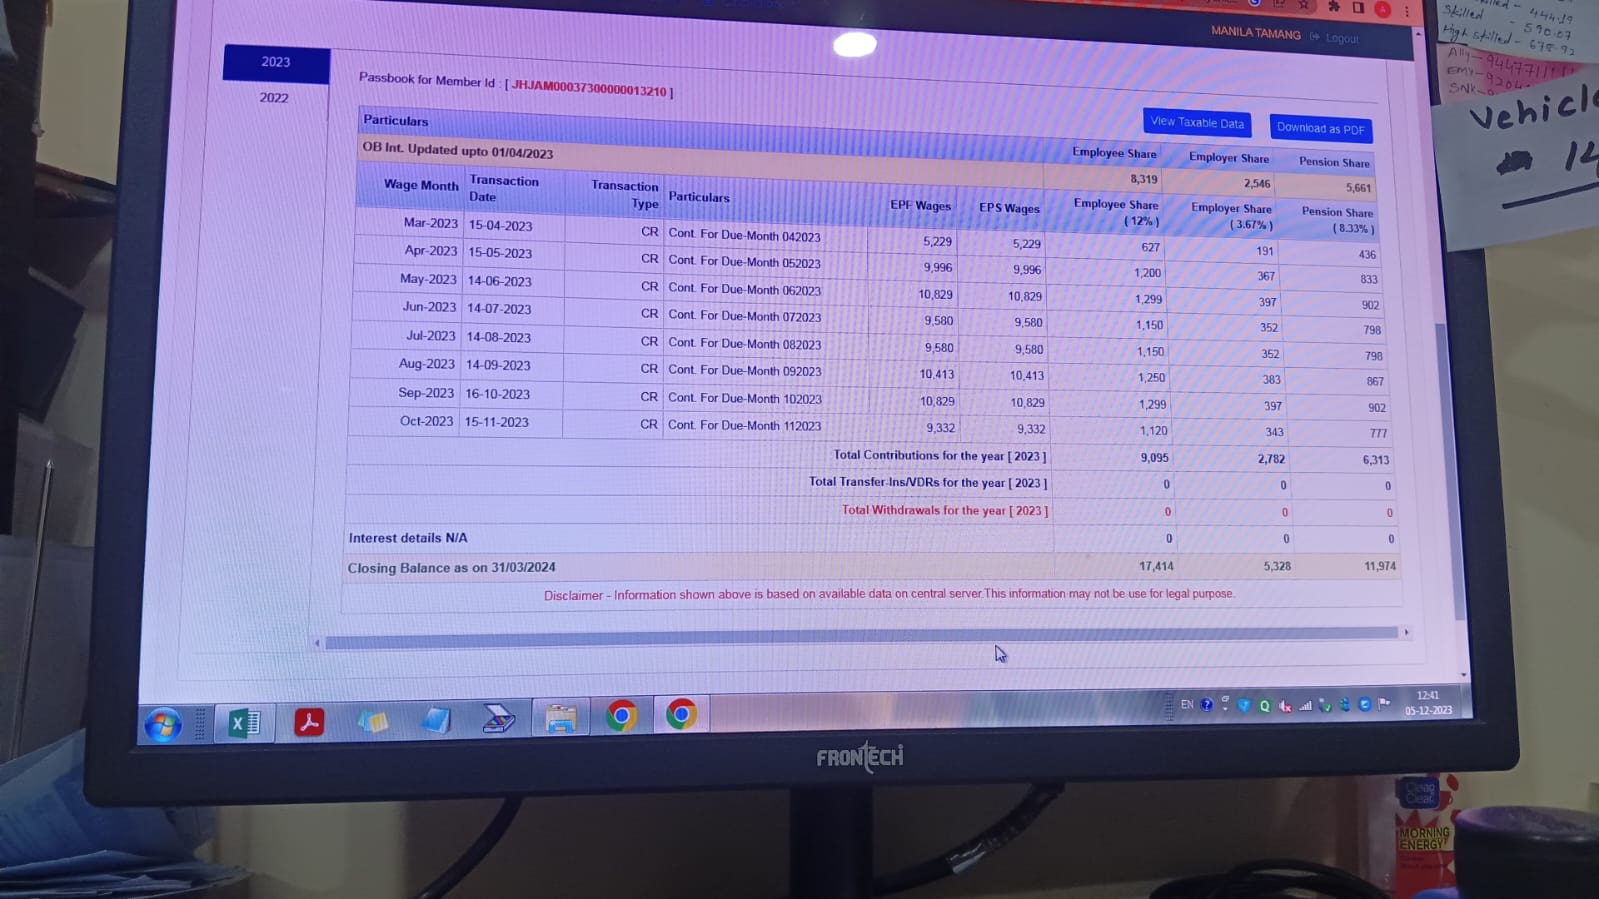 MANILA TAMANG Logout
2023
2022
Passbook for Member Id : [ JHJAM00037300000013210 ]
View Taxable Data Download as PDF
Particulars Employee Share Employer Share Pension Share
OB Int. Updated upto 01/04/2023 8,319 2,546 5,661
Wage Month Transaction Date Transaction Type Particulars EPF Wages EPS Wages Employee Share ( 12% ) Employer Share ( 3.67% ) Pension Share ( 8.33% )
Mar-2023 15-04-2023 CR Cont. For Due-Month 042023 5,229 5,229 627 191 436
Apr-2023 15-05-2023 CR Cont. For Due-Month 052023 9,996 9,996 1,200 367 833
May-2023 14-06-2023 CR Cont. For Due-Month 062023 10,829 10,829 1,299 397 902
Jun-2023 14-07-2023 CR Cont. For Due-Month 072023 9,580 9,580 1,150 352 798
Jul-2023 14-08-2023 CR Cont. For Due-Month 082023 9,580 9,580 1,150 352 798
Aug-2023 14-09-2023 CR Cont. For Due-Month 092023 10,413 10,413 1,250 383 867
Sep-2023 16-10-2023 CR Cont. For Due-Month 102023 10,829 10,829 1,299 397 902
Oct-2023 15-11-2023 CR Cont. For Due-Month 112023 9,332 9,332 1,120 343 777
Total Contributions for the year [ 2023 ] 9,095 2,782 6,313
Total Transfer-Ins/VDRs for the year [ 2023 ] 0 0 0
Total Withdrawals for the year [ 2023 ] 0 0 0
Interest details N/A 0 0 0
Closing Balance as on 31/03/2024 17,414 5,328 11,974
Disclaimer - Information shown above is based on available data on central server.This information may not be use for legal purpose.
EN 12:41
05-12-2023
FRONTECH
skilled - 444.19
Skilled - 590.07
High skilled - 678.92
Ally-
EMY-
SNK-
Vehicle
14
Clean
Clear
MORNING
ENERGY